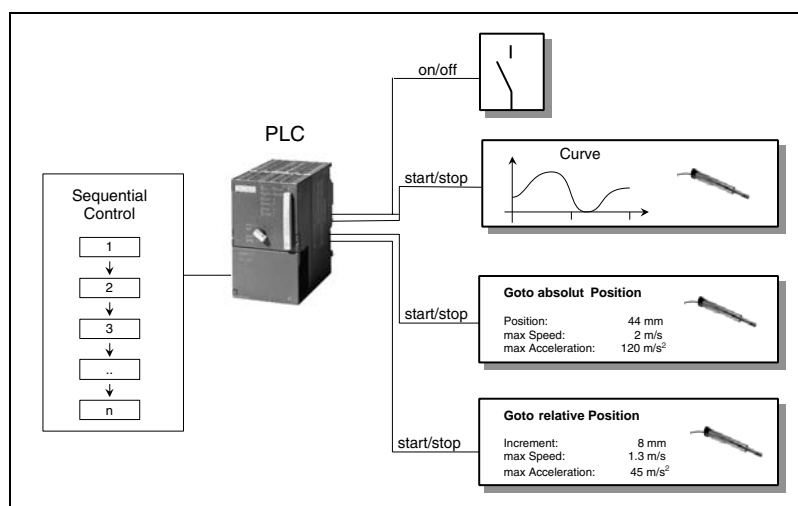 on/off
I
PLC
start/stop
Curve
Sequential
Control
1
2
3
..
n
start/stop
Goto absolut Position
Position: 44 mm
max Speed: 2 m/s
max Acceleration: 120 m/s²
start/stop
Goto relative Position
Increment: 8 mm
max Speed: 1.3 m/s
max Acceleration: 45 m/s²